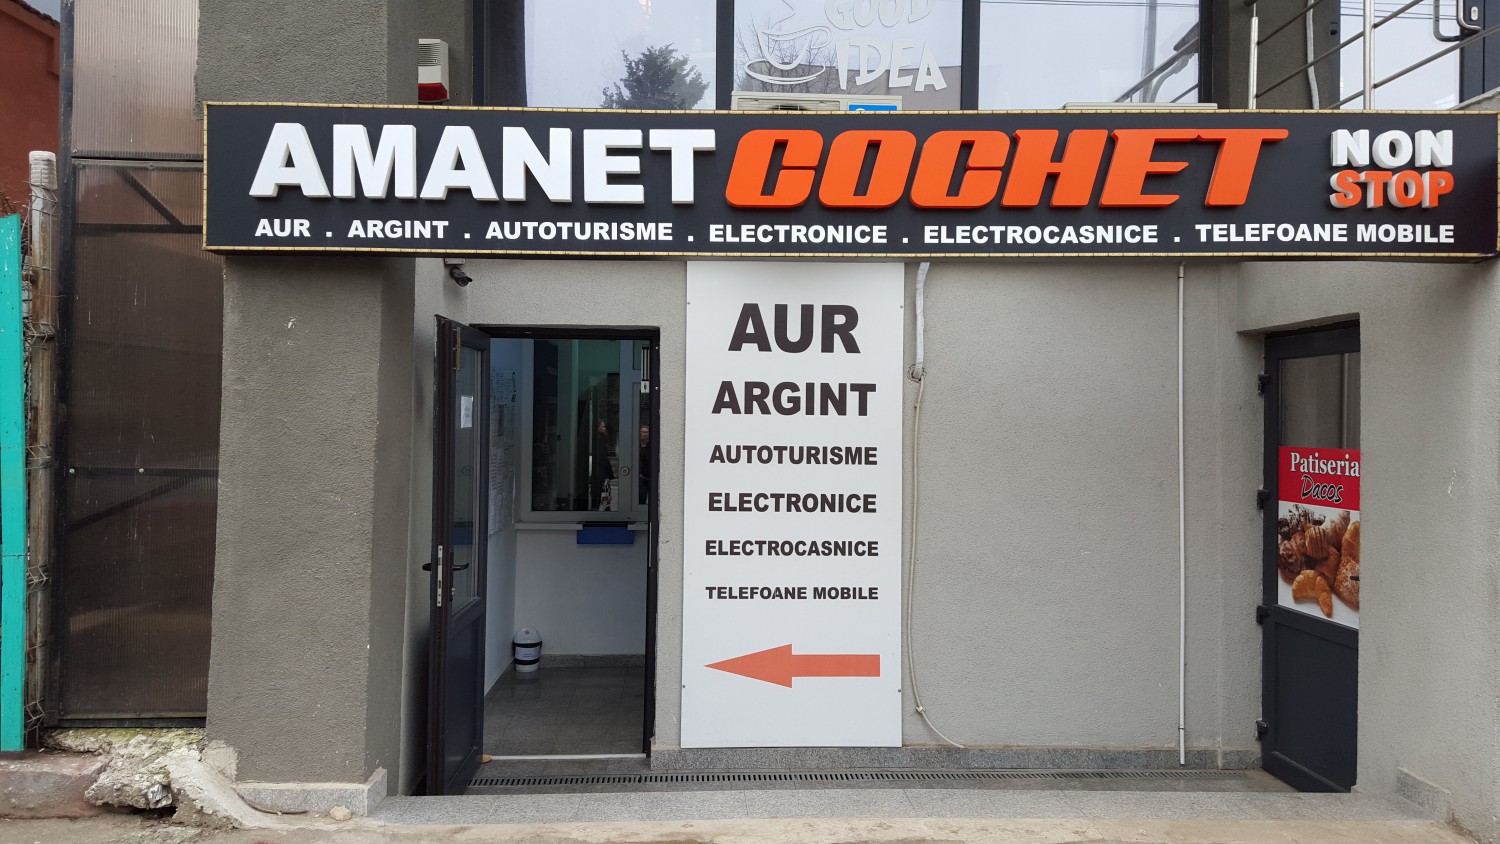 GOOD
IDEA
AMANET COCHET
NON
STOP
AUR . ARGINT . AUTOTURISME . ELECTRONICE . ELECTROCASNICE . TELEFOANE MOBILE
AUR
ARGINT
AUTOTURISME
ELECTRONICE
ELECTROCASNICE
TELEFOANE MOBILE
Patiseria
Dacos